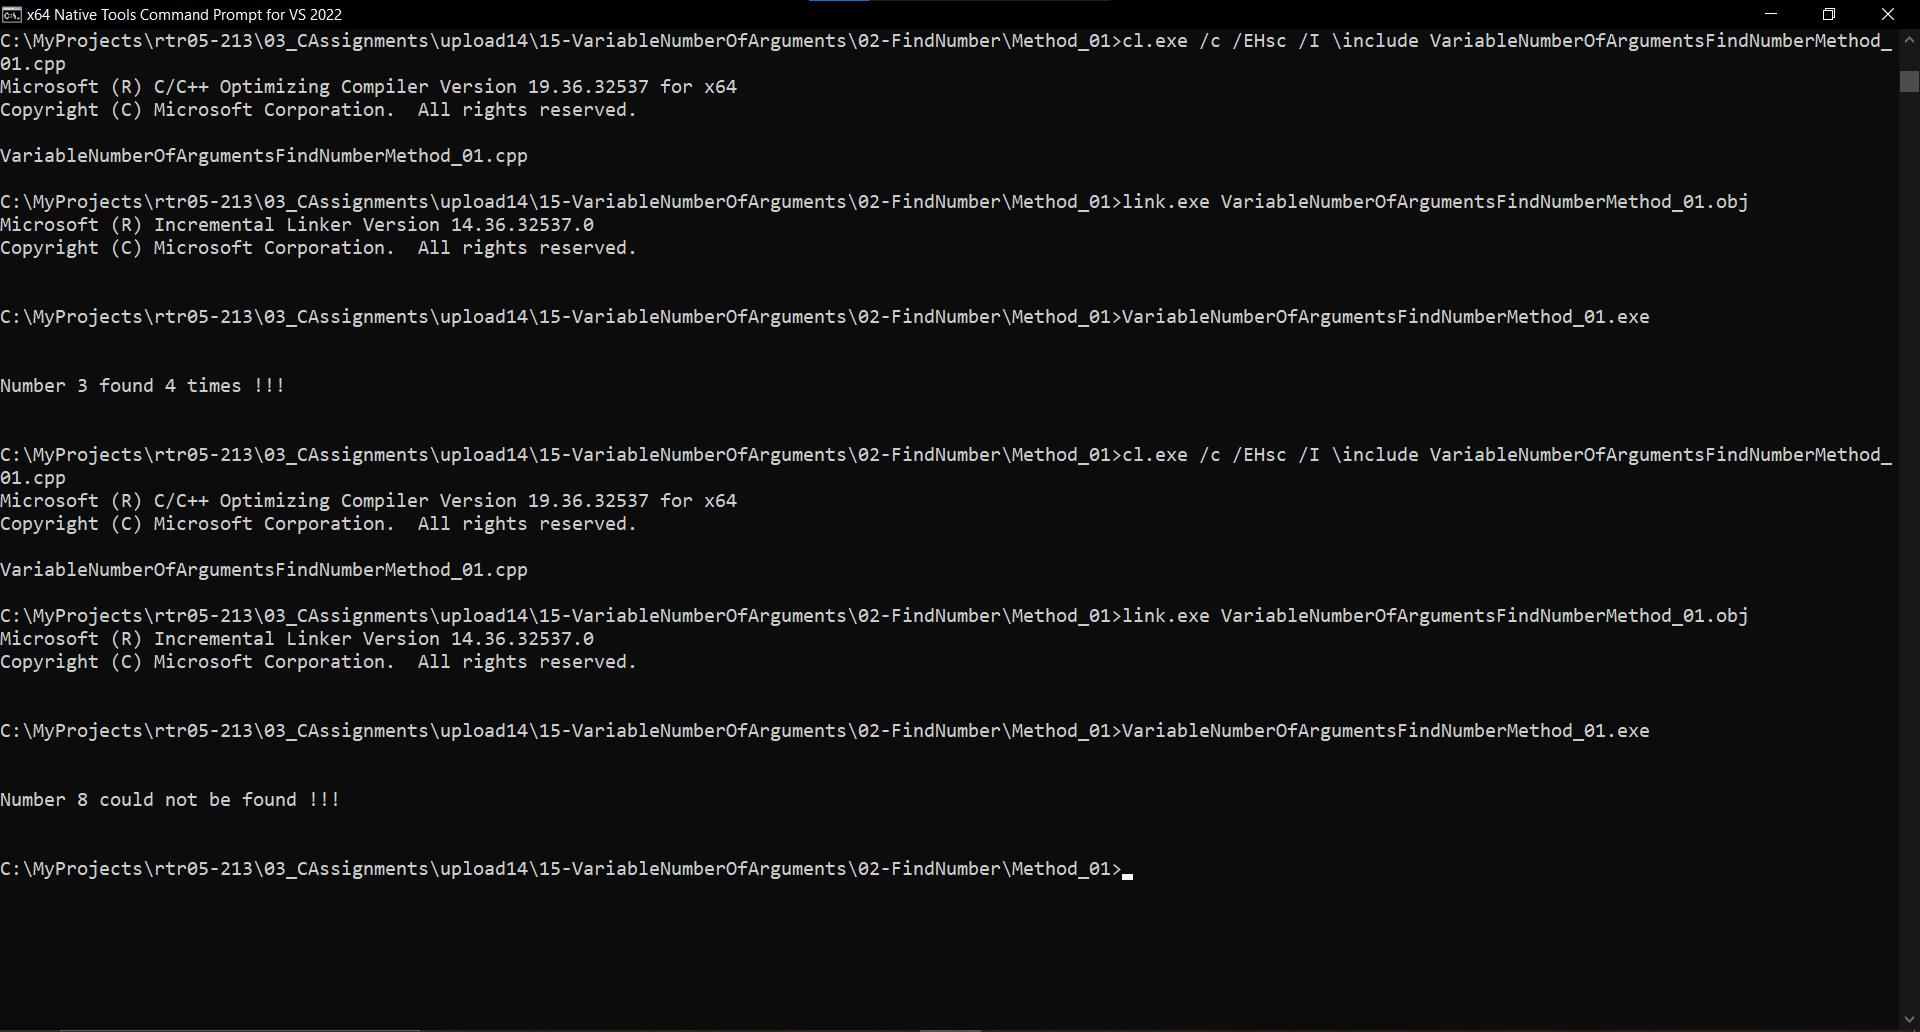 x64 Native Tools Command Prompt for VS 2022
C:\MyProjects\rtr05-213\03_CAssignments\upload14\15-VariableNumberOfArguments\02-FindNumber\Method_01>cl.exe /c /EHsc /I \include VariableNumberOfArgumentsFindNumberMethod_
01.cpp
Microsoft (R) C/C++ Optimizing Compiler Version 19.36.32537 for x64
Copyright (C) Microsoft Corporation.  All rights reserved.
VariableNumberOfArgumentsFindNumberMethod_01.cpp
C:\MyProjects\rtr05-213\03_CAssignments\upload14\15-VariableNumberOfArguments\02-FindNumber\Method_01>link.exe VariableNumberOfArgumentsFindNumberMethod_01.obj
Microsoft (R) Incremental Linker Version 14.36.32537.0
Copyright (C) Microsoft Corporation.  All rights reserved.
C:\MyProjects\rtr05-213\03_CAssignments\upload14\15-VariableNumberOfArguments\02-FindNumber\Method_01>VariableNumberOfArgumentsFindNumberMethod_01.exe
Number 3 found 4 times !!!
C:\MyProjects\rtr05-213\03_CAssignments\upload14\15-VariableNumberOfArguments\02-FindNumber\Method_01>cl.exe /c /EHsc /I \include VariableNumberOfArgumentsFindNumberMethod_
01.cpp
Microsoft (R) C/C++ Optimizing Compiler Version 19.36.32537 for x64
Copyright (C) Microsoft Corporation.  All rights reserved.
VariableNumberOfArgumentsFindNumberMethod_01.cpp
C:\MyProjects\rtr05-213\03_CAssignments\upload14\15-VariableNumberOfArguments\02-FindNumber\Method_01>link.exe VariableNumberOfArgumentsFindNumberMethod_01.obj
Microsoft (R) Incremental Linker Version 14.36.32537.0
Copyright (C) Microsoft Corporation.  All rights reserved.
C:\MyProjects\rtr05-213\03_CAssignments\upload14\15-VariableNumberOfArguments\02-FindNumber\Method_01>VariableNumberOfArgumentsFindNumberMethod_01.exe
Number 8 could not be found !!!
C:\MyProjects\rtr05-213\03_CAssignments\upload14\15-VariableNumberOfArguments\02-FindNumber\Method_01>